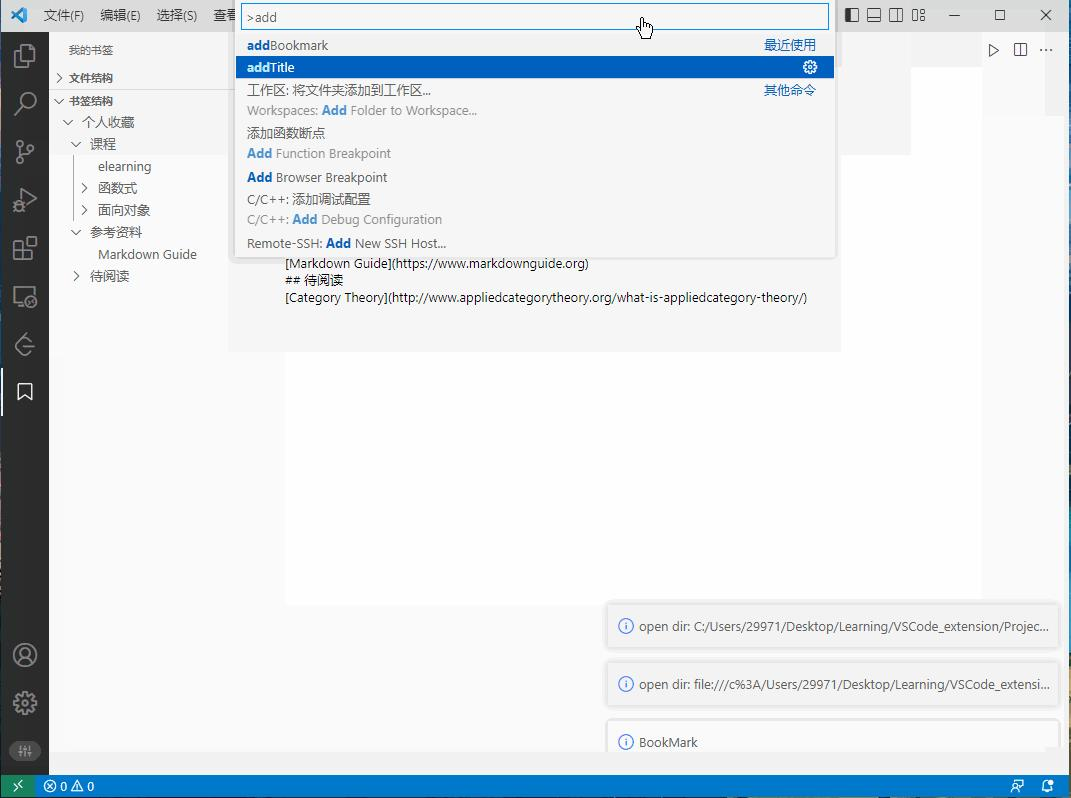 文件(F) 编辑(E) 选择(S) 查看
>add
我的书签
文件结构
书签结构
个人收藏
课程
elearning
函数式
面向对象
参考资料
Markdown Guide
待阅读
addBookmark 最近使用
addTitle
工作区: 将文件夹添加到工作区... 其他命令
Workspaces: Add Folder to Workspace...
添加函数断点
Add Function Breakpoint
Add Browser Breakpoint
C/C++: 添加调试配置
C/C++: Add Debug Configuration
Remote-SSH: Add New SSH Host...
[Markdown Guide](https://www.markdownguide.org)
## 待阅读
[Category Theory](http://www.appliedcategorytheory.org/what-is-appliedcategory-theory/)
open dir: C:/Users/29971/Desktop/Learning/VSCode_extension/Projec...
open dir: file:///c%3A/Users/29971/Desktop/Learning/VSCode_extensi...
BookMark
0 0